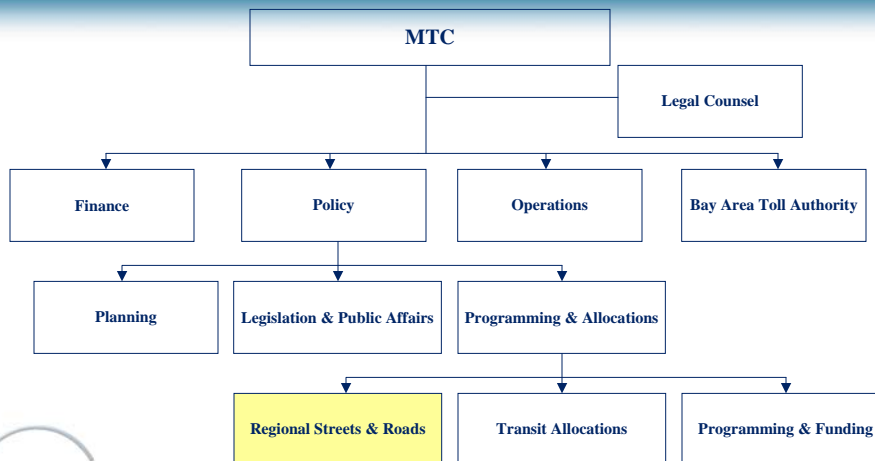 MTC
Legal Counsel
Finance
Policy
Operations
Bay Area Toll Authority
Planning
Legislation & Public Affairs
Programming & Allocations
Regional Streets & Roads
Transit Allocations
Programming & Funding